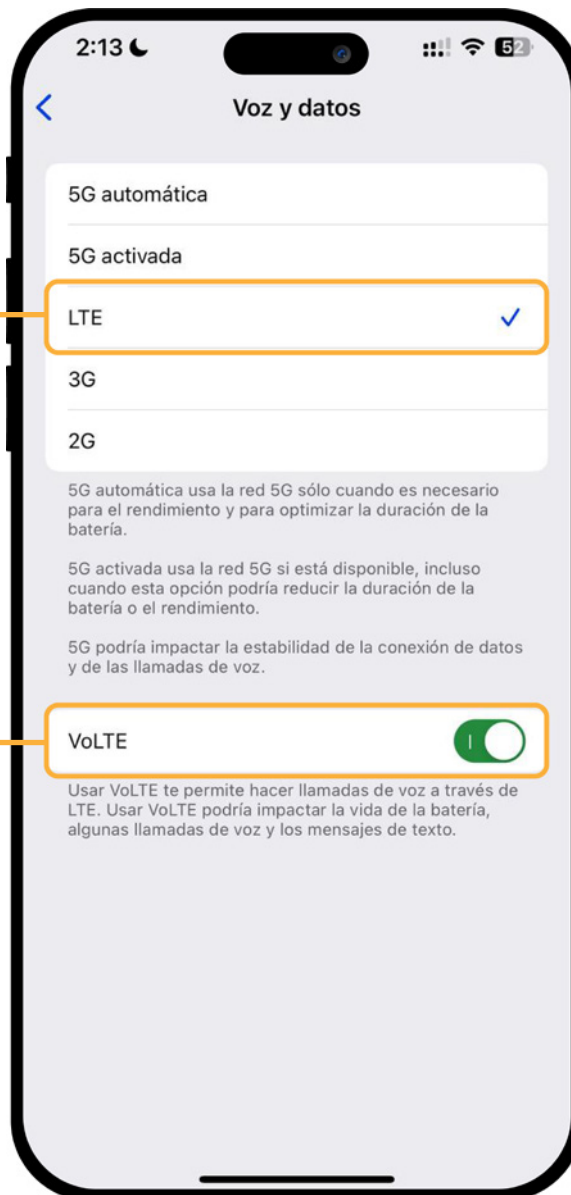 2:13
52
Voz y datos
5G automática
5G activada
LTE
3G
2G
5G automática usa la red 5G sólo cuando es necesario
para el rendimiento y para optimizar la duración de la
batería.
5G activada usa la red 5G si está disponible, incluso
cuando esta opción podría reducir la duración de la
batería o el rendimiento.
5G podría impactar la estabilidad de la conexión de datos
y de las llamadas de voz.
VoLTE
Usar VoLTE te permite hacer llamadas de voz a través de
LTE. Usar VoLTE podría impactar la vida de la batería,
algunas llamadas de voz y los mensajes de texto.